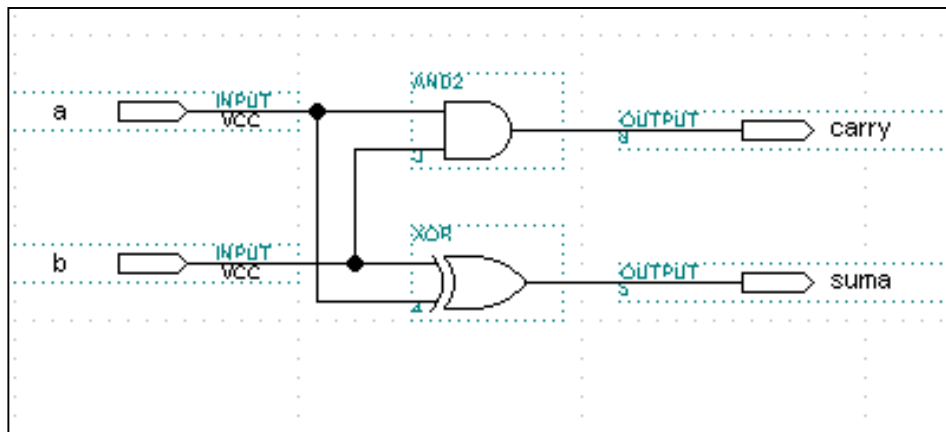 AND2
a INPUT VCC
OUTPUT carry
b INPUT VCC
XOR
OUTPUT suma